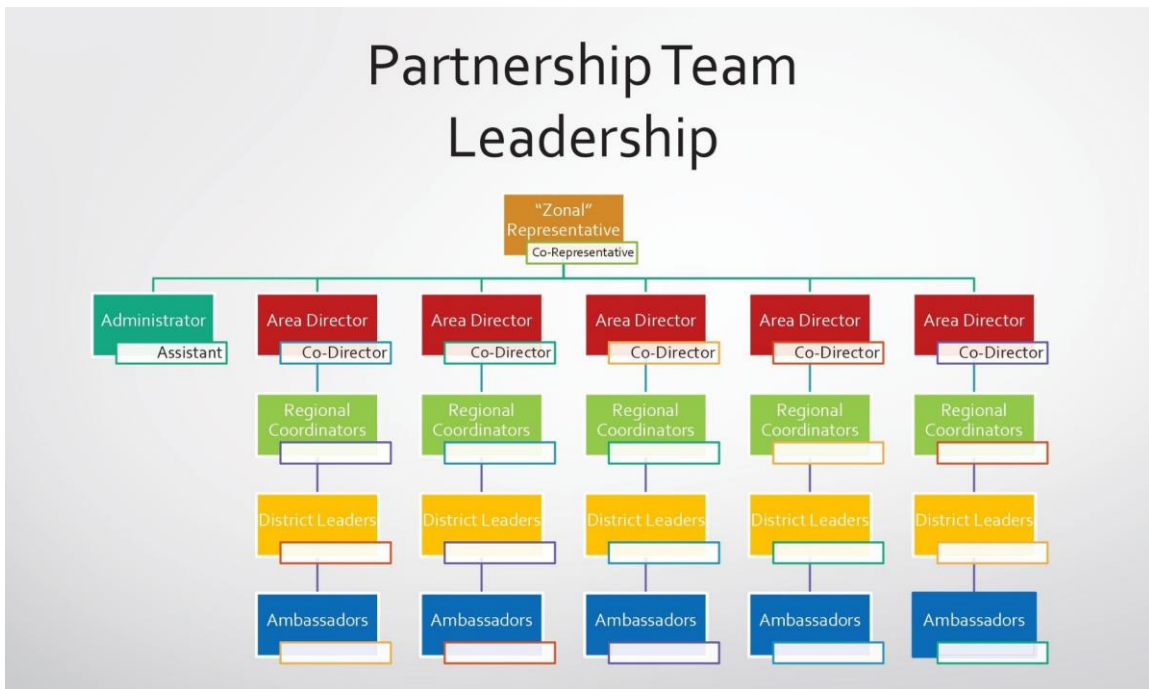 Partnership Team
Leadership
“Zonal”
Representative
Co-Representative
Administrator
Assistant
Area Director
Co-Director
Area Director
Co-Director
Area Director
Co-Director
Area Director
Co-Director
Area Director
Co-Director
Regional
Coordinators
Regional
Coordinators
Regional
Coordinators
Regional
Coordinators
Regional
Coordinators
District Leaders
District Leaders
District Leaders
District Leaders
District Leaders
Ambassadors
Ambassadors
Ambassadors
Ambassadors
Ambassadors